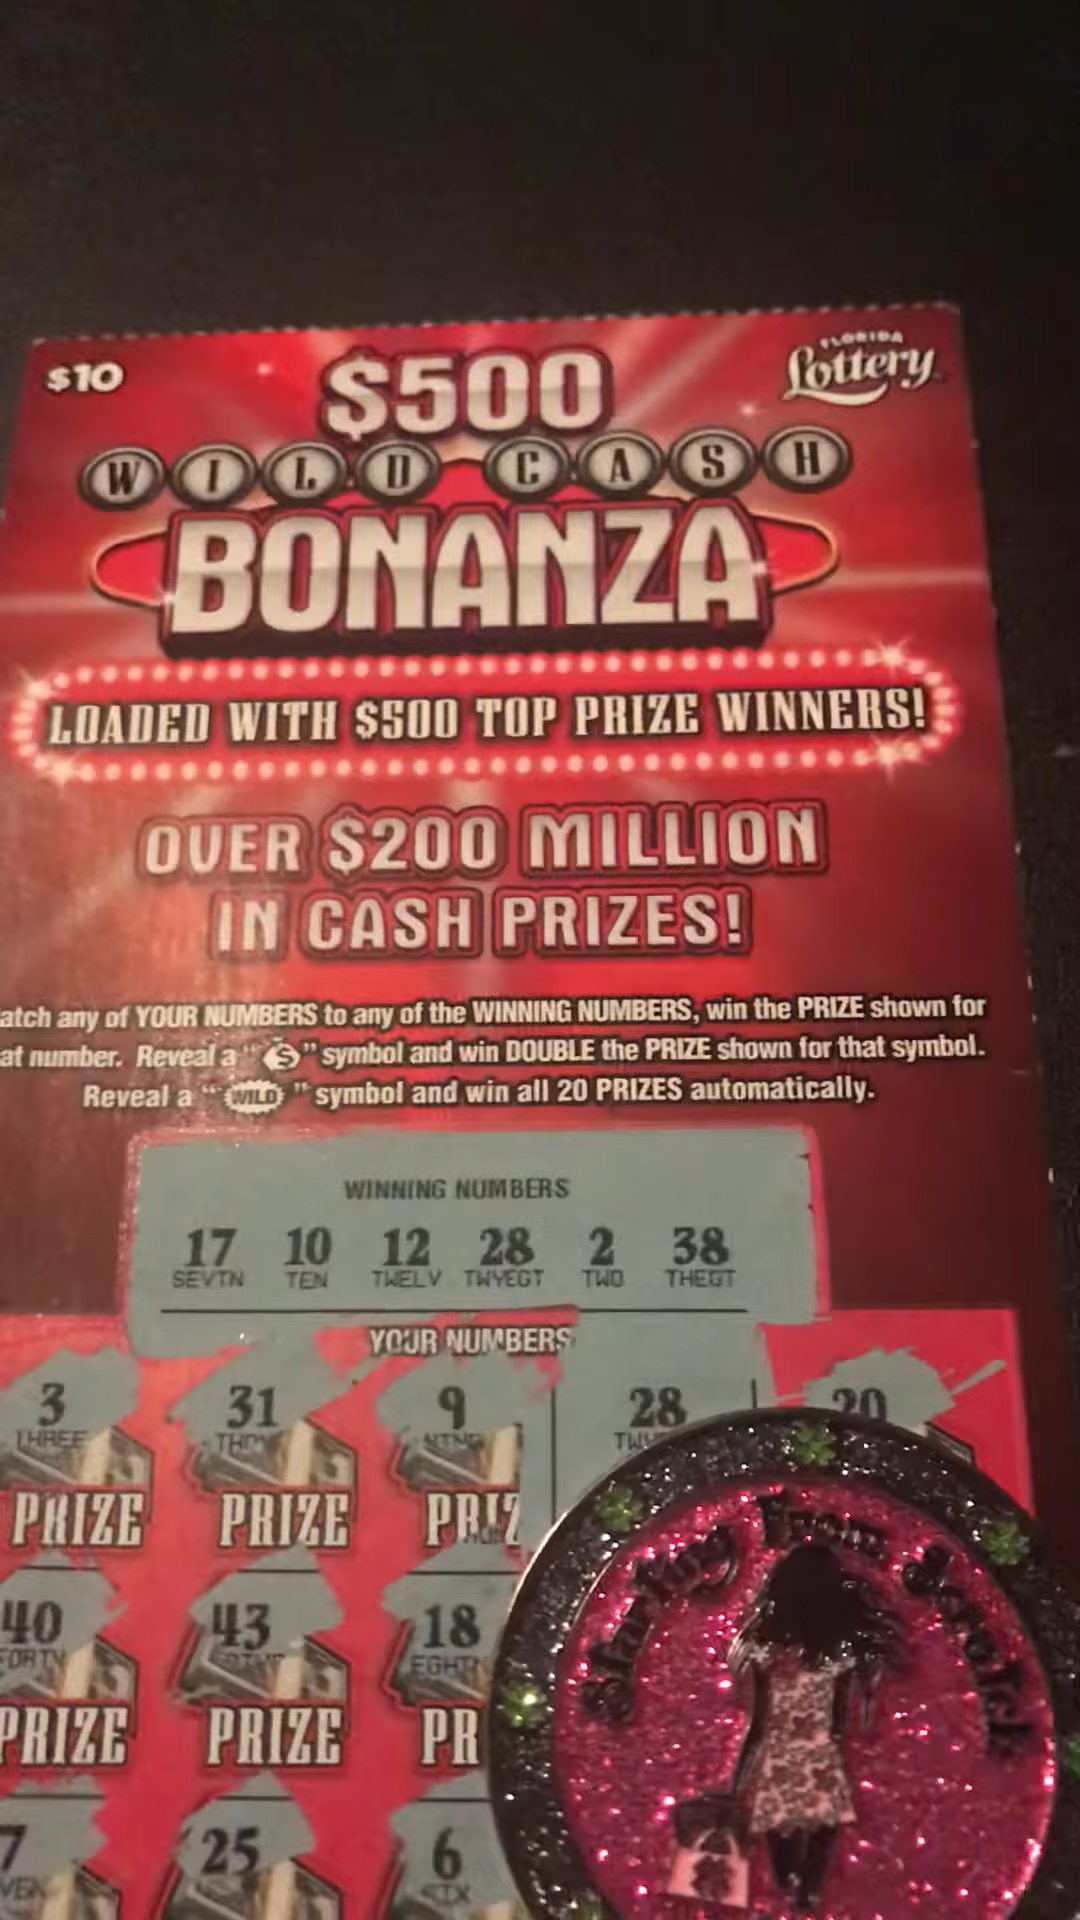 $10
FLORIDA
Lottery
$500
WILD CASH
BONANZA
LOADED WITH $500 TOP PRIZE WINNERS!
OVER $200 MILLION
IN CASH PRIZES!
atch any of YOUR NUMBERS to any of the WINNING NUMBERS, win the PRIZE shown for
at number. Reveal a " $ " symbol and win DOUBLE the PRIZE shown for that symbol.
Reveal a " WILD " symbol and win all 20 PRIZES automatically.
WINNING NUMBERS
17 10 12 28 2 38
SEVTN TEN TWELV TWYEGT TWO THEGT
YOUR NUMBERS
3 31 9 28 20
THREE
PRIZE PRIZE PRIZ
40 43 18
FORTY EGHT
PRIZE PRIZE PR
7 25 6